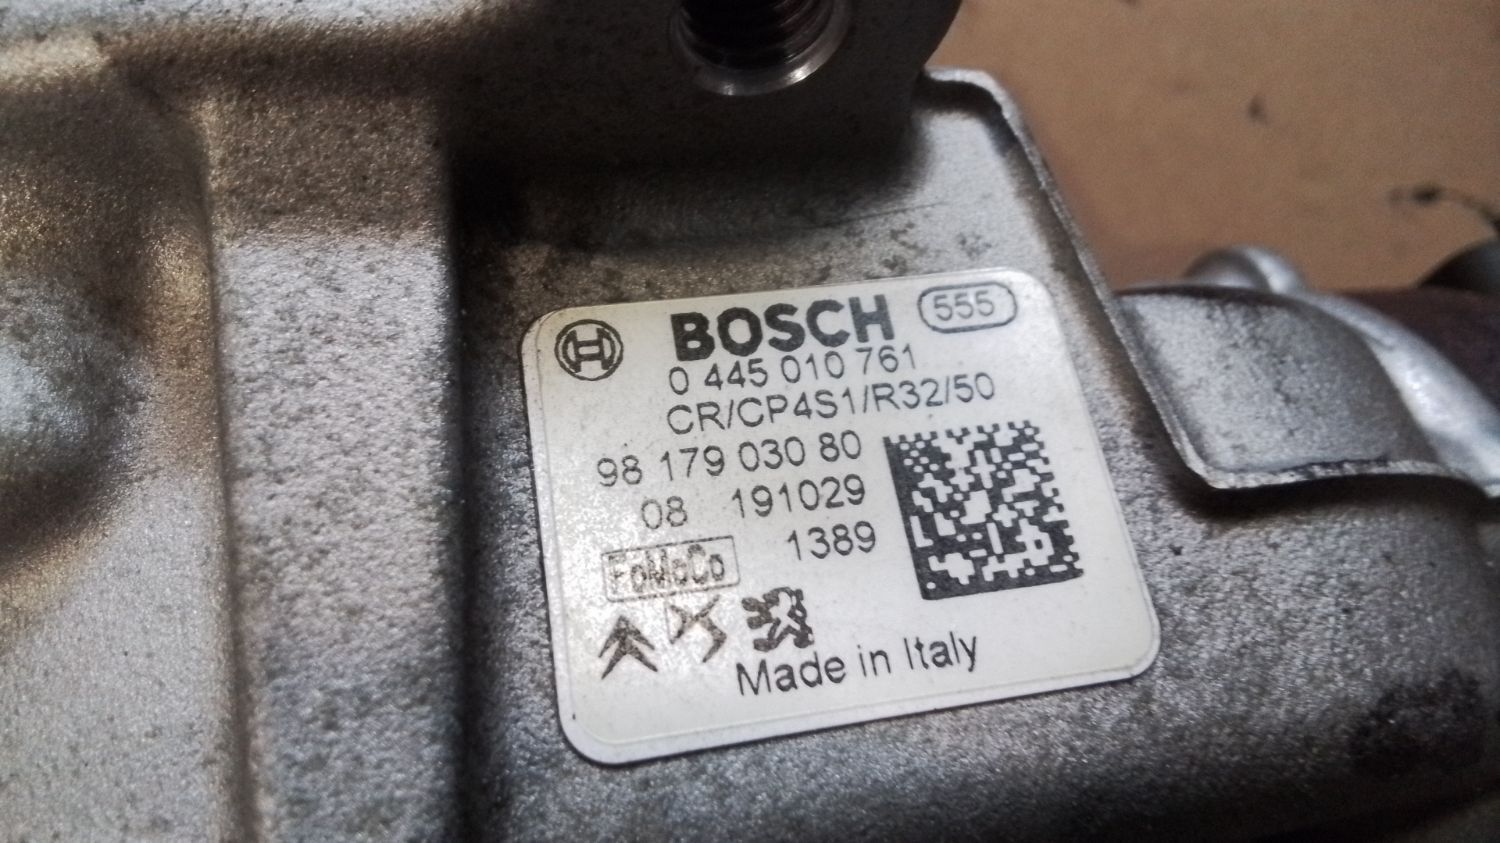 BOSCH 555
0 445 010 761
CR/CP4S1/R32/50
98 179 030 80
08 191029
1389
FoMoCo
Made in Italy